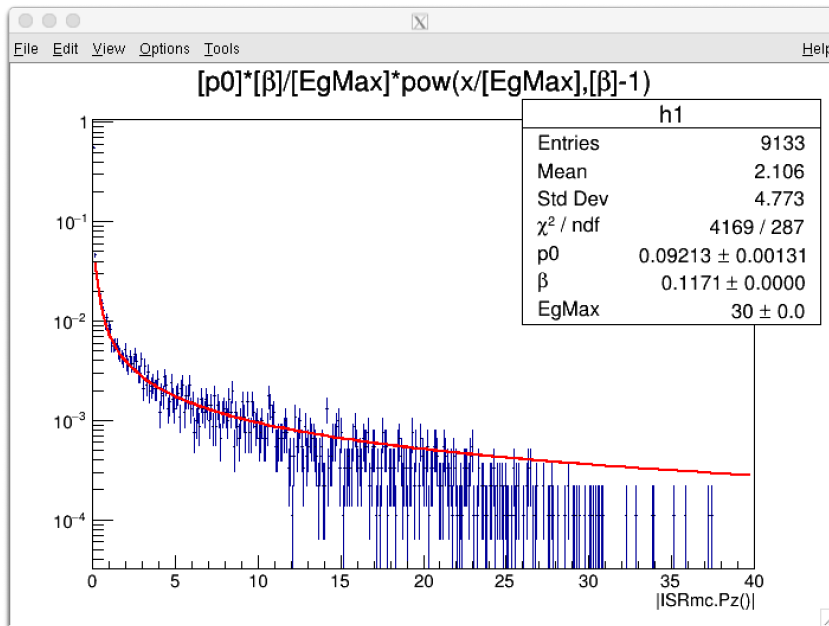 X
File Edit View Options Tools Help
[p0]*[β]/[EgMax]*pow(x/[EgMax],[β]-1)
h1
Entries 9133
Mean 2.106
Std Dev 4.773
χ² / ndf 4169 / 287
p0 0.09213 ± 0.00131
β 0.1171 ± 0.0000
EgMax 30 ± 0.0
1
10⁻¹
10⁻²
10⁻³
10⁻⁴
0 5 10 15 20 25 30 35 40
|ISRmc.Pz()|